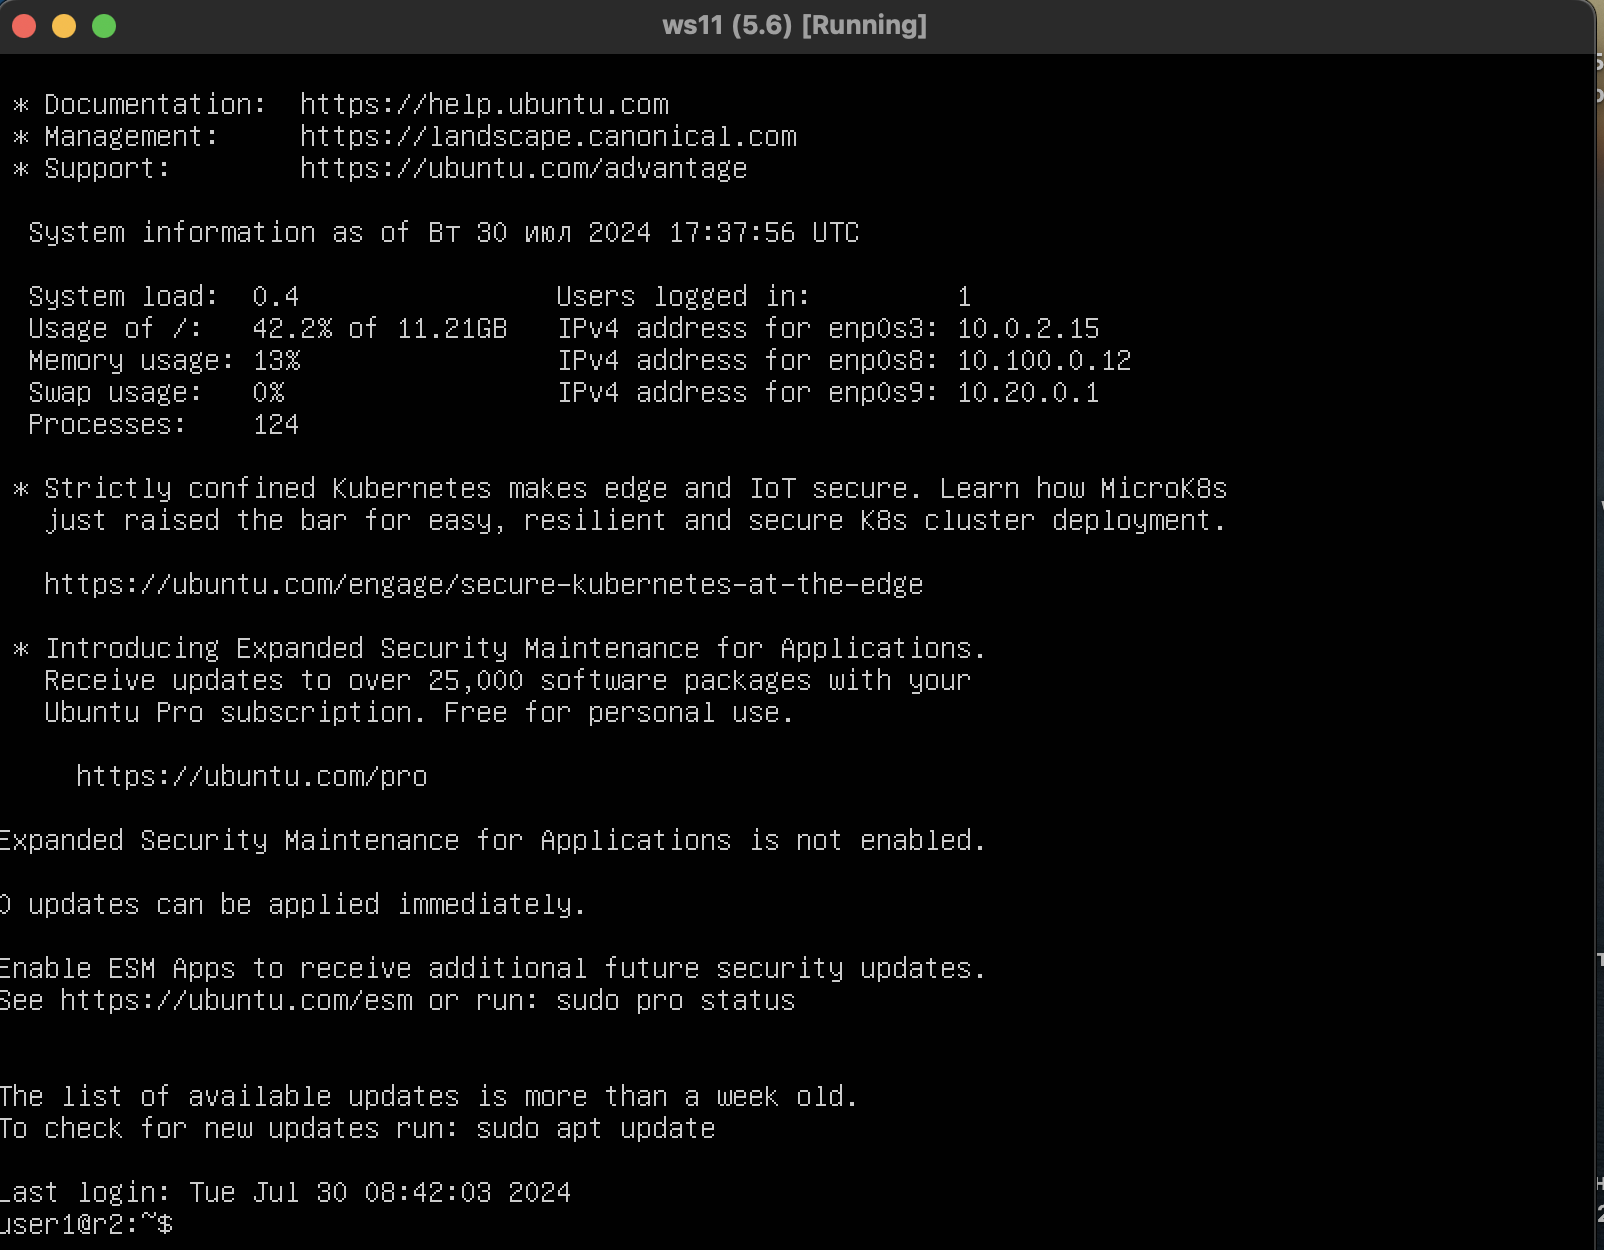 ws11 (5.6) [Running]
* Documentation:  https://help.ubuntu.com
* Management:     https://landscape.canonical.com
* Support:        https://ubuntu.com/advantage
System information as of Вт 30 июл 2024 17:37:56 UTC
System load:  0.4                Users logged in:         1
Usage of /:   42.2% of 11.21GB   IPv4 address for enp0s3: 10.0.2.15
Memory usage: 13%                IPv4 address for enp0s8: 10.100.0.12
Swap usage:   0%                 IPv4 address for enp0s9: 10.20.0.1
Processes:    124
* Strictly confined Kubernetes makes edge and IoT secure. Learn how MicroK8s
just raised the bar for easy, resilient and secure K8s cluster deployment.
https://ubuntu.com/engage/secure-kubernetes-at-the-edge
* Introducing Expanded Security Maintenance for Applications.
Receive updates to over 25,000 software packages with your
Ubuntu Pro subscription. Free for personal use.
https://ubuntu.com/pro
Expanded Security Maintenance for Applications is not enabled.
0 updates can be applied immediately.
Enable ESM Apps to receive additional future security updates.
See https://ubuntu.com/esm or run: sudo pro status
The list of available updates is more than a week old.
To check for new updates run: sudo apt update
Last login: Tue Jul 30 08:42:03 2024
user1@r2:~$